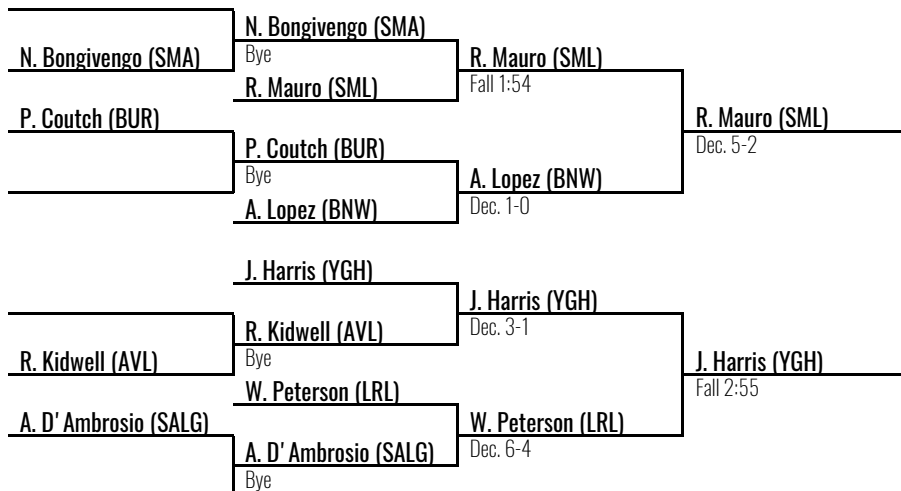 N. Bongivengo (SMA)
N. Bongivengo (SMA)
Bye
R. Mauro (SML)
R. Mauro (SML)
Fall 1:54
P. Coutch (BUR)
R. Mauro (SML)
Dec. 5-2
P. Coutch (BUR)
Bye
A. Lopez (BNW)
Dec. 1-0
A. Lopez (BNW)
J. Harris (YGH)
J. Harris (YGH)
Dec. 3-1
R. Kidwell (AVL)
Bye
R. Kidwell (AVL)
J. Harris (YGH)
Fall 2:55
W. Peterson (LRL)
A. D'Ambrosio (SALG)
W. Peterson (LRL)
Dec. 6-4
A. D'Ambrosio (SALG)
Bye